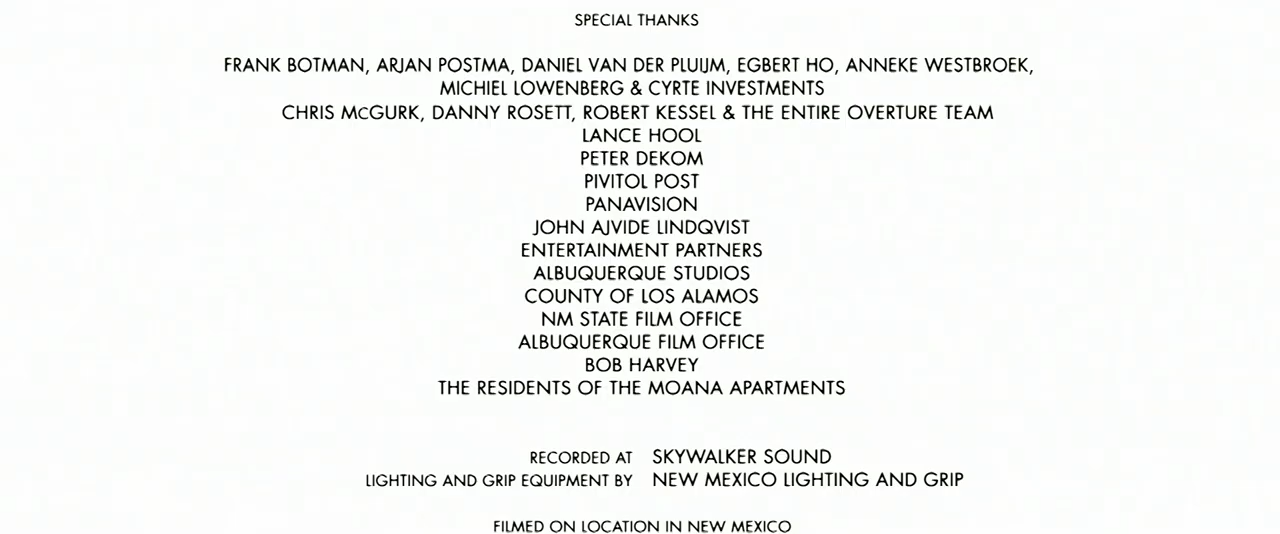 SPECIAL THANKS
FRANK BOTMAN, ARJAN POSTMA, DANIEL VAN DER PLUIJM, EGBERT HO, ANNEKE WESTBROEK,
MICHIEL LOWENBERG & CYRTE INVESTMENTS
CHRIS McGURK, DANNY ROSETT, ROBERT KESSEL & THE ENTIRE OVERTURE TEAM
LANCE HOOL
PETER DEKOM
PIVITOL POST
PANAVISION
JOHN AJVIDE LINDQVIST
ENTERTAINMENT PARTNERS
ALBUQUERQUE STUDIOS
COUNTY OF LOS ALAMOS
NM STATE FILM OFFICE
ALBUQUERQUE FILM OFFICE
BOB HARVEY
THE RESIDENTS OF THE MOANA APARTMENTS
RECORDED AT SKYWALKER SOUND
LIGHTING AND GRIP EQUIPMENT BY NEW MEXICO LIGHTING AND GRIP
FILMED ON LOCATION IN NEW MEXICO